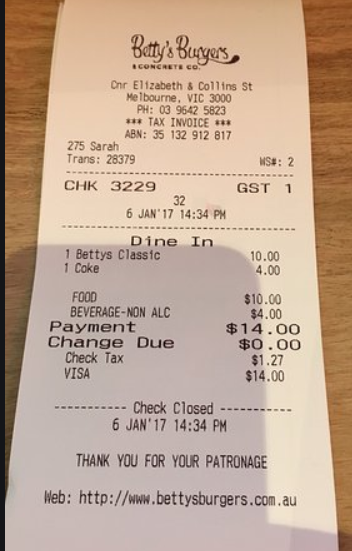 Betty's Burgers
& CONCRETE CO.
Cnr Elizabeth & Collins St
Melbourne, VIC 3000
PH: 03 9642 5823
*** TAX INVOICE ***
ABN: 35 132 912 817
275 Sarah
Trans: 28379 WS#: 2
CHK 3229 GST 1
32
6 JAN'17 14:34 PM
Dine In
1 Bettys Classic 10.00
1 Coke 4.00
FOOD $10.00
BEVERAGE-NON ALC $4.00
Payment $14.00
Change Due $0.00
Check Tax $1.27
VISA $14.00
----------- Check Closed -----------
6 JAN'17 14:34 PM
THANK YOU FOR YOUR PATRONAGE
Web: http://www.bettysburgers.com.au